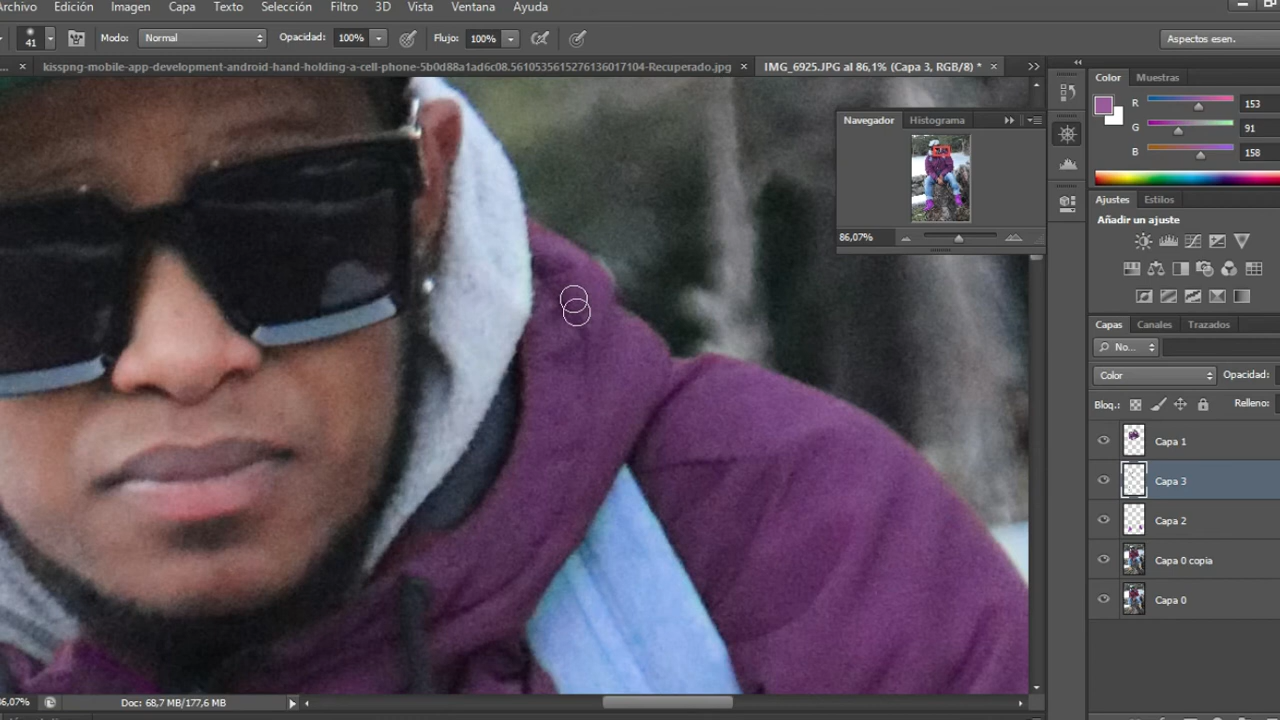 Archivo Edición Imagen Capa Texto Selección Filtro 3D Vista Ventana Ayuda
41 Modo: Normal Opacidad: 100% Flujo: 100% Aspectos esen.
... × kisspng-mobile-app-development-android-hand-holding-a-cell-phone-5b0d88a1ad6c08.5610535615276136017104-Recuperado.jpg × IMG_6925.JPG al 86,1% (Capa 3, RGB/8) * ×
Color Muestras
R 153
G 91
B 158
Navegador Histograma
86,07%
Ajustes Estilos
Añadir un ajuste
Capas Canales Trazados
No...
Color Opacidad:
Bloq.: Relleno:
Capa 1
Capa 3
Capa 2
Capa 0 copia
Capa 0
86,07% Doc: 68,7 MB/177,6 MB